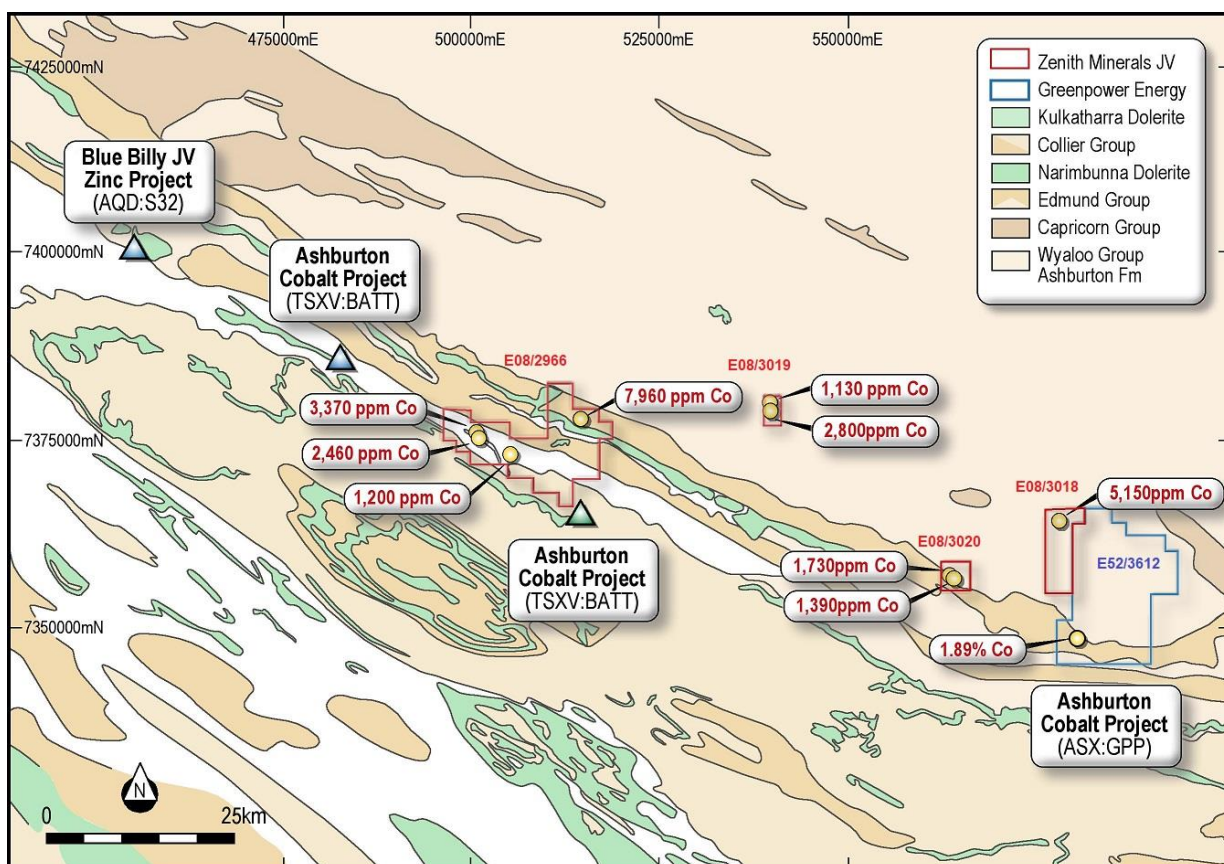 475000mE
500000mE
525000mE
550000mE
7425000mN
7400000mN
7375000mN
7350000mN
Zenith Minerals JV
Greenpower Energy
Kulkatharra Dolerite
Collier Group
Narimbunna Dolerite
Edmund Group
Capricorn Group
Wyaloo Group
Ashburton Fm
Blue Billy JV
Zinc Project
(AQD:S32)
Ashburton
Cobalt Project
(TSXV:BATT)
E08/2966
E08/3019
3,370 ppm Co
7,960 ppm Co
1,130 ppm Co
2,460 ppm Co
2,800ppm Co
1,200 ppm Co
E08/3018
5,150ppm Co
Ashburton
Cobalt Project
(TSXV:BATT)
E08/3020
1,730ppm Co
1,390ppm Co
E52/3612
1.89% Co
Ashburton
Cobalt Project
(ASX:GPP)
N
0
25km